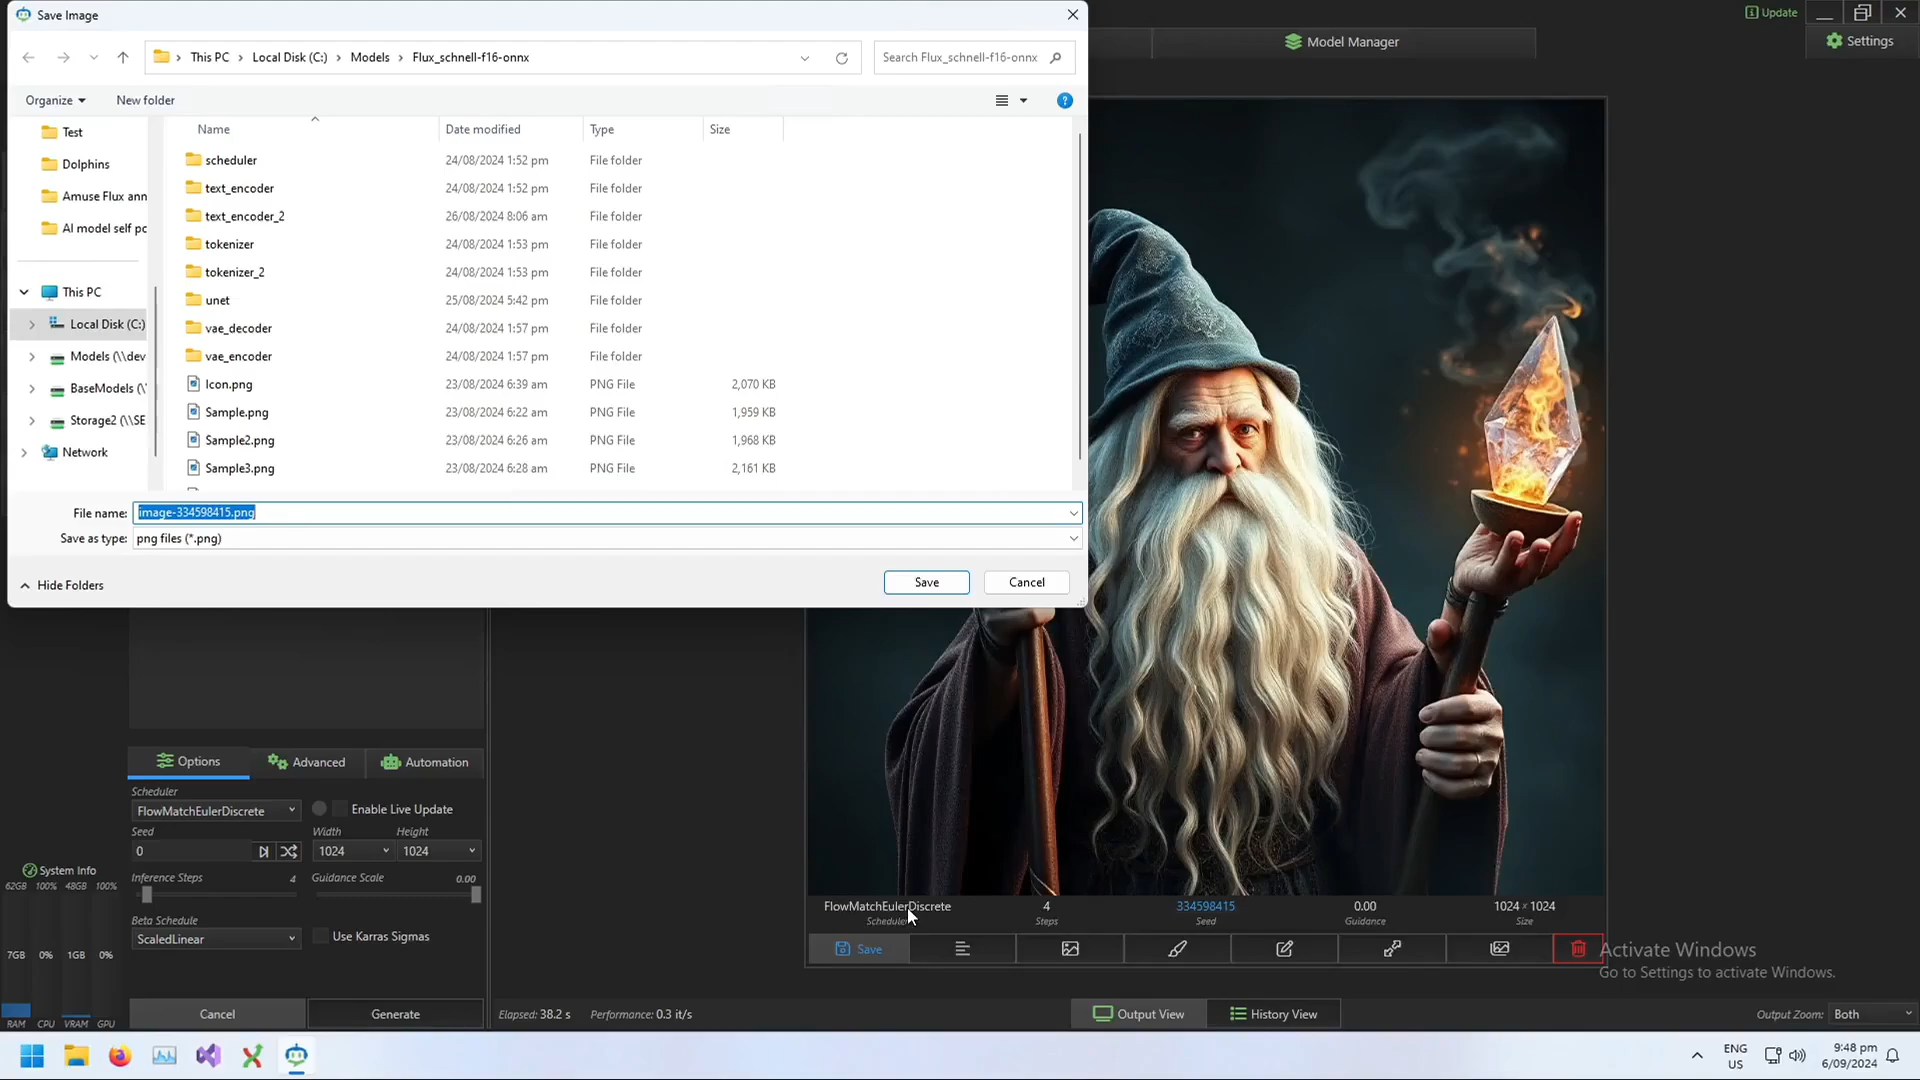 Save Image
This PC
Local Disk (C:)
Models
Flux_schnell-f16-onnx
Search Flux_schnell-f16-onnx
Organize
New folder
Name
Date modified
Type
Size
Test
Dolphins
Amuse Flux ann
AI model self pc
This PC
Local Disk (C:)
Models (\\dev
BaseModels (\'
Storage2 (\\SE
Network
scheduler 24/08/2024 1:52 pm File folder
text_encoder 24/08/2024 1:52 pm File folder
text_encoder_2 26/08/2024 8:06 am File folder
tokenizer 24/08/2024 1:53 pm File folder
tokenizer_2 24/08/2024 1:53 pm File folder
unet 25/08/2024 5:42 pm File folder
vae_decoder 24/08/2024 1:57 pm File folder
vae_encoder 24/08/2024 1:57 pm File folder
Icon.png 23/08/2024 6:39 am PNG File 2,070 KB
Sample.png 23/08/2024 6:22 am PNG File 1,959 KB
Sample2.png 23/08/2024 6:26 am PNG File 1,968 KB
Sample3.png 23/08/2024 6:28 am PNG File 2,161 KB
File name: image-334598415.png
Save as type: png files (*.png)
Hide Folders
Save
Cancel
Update
Model Manager
Settings
Options
Advanced
Automation
Scheduler
FlowMatchEulerDiscrete
Enable Live Update
Seed
0
Width
1024
Height
1024
Inference Steps 4
Guidance Scale 0.00
Beta Schedule
ScaledLinear
Use Karras Sigmas
System Info
62GB 100% 48GB 100%
7GB 0% 1GB 0%
RAM CPU VRAM GPU
Cancel
Generate
FlowMatchEulerDiscrete
Scheduler
4
Steps
334598415
Seed
0.00
Guidance
1024 × 1024
Size
Save
Activate Windows
Go to Settings to activate Windows.
Elapsed: 38.2 s
Performance: 0.3 it/s
Output View
History View
Output Zoom: Both
ENG
US
9:48 pm
6/09/2024